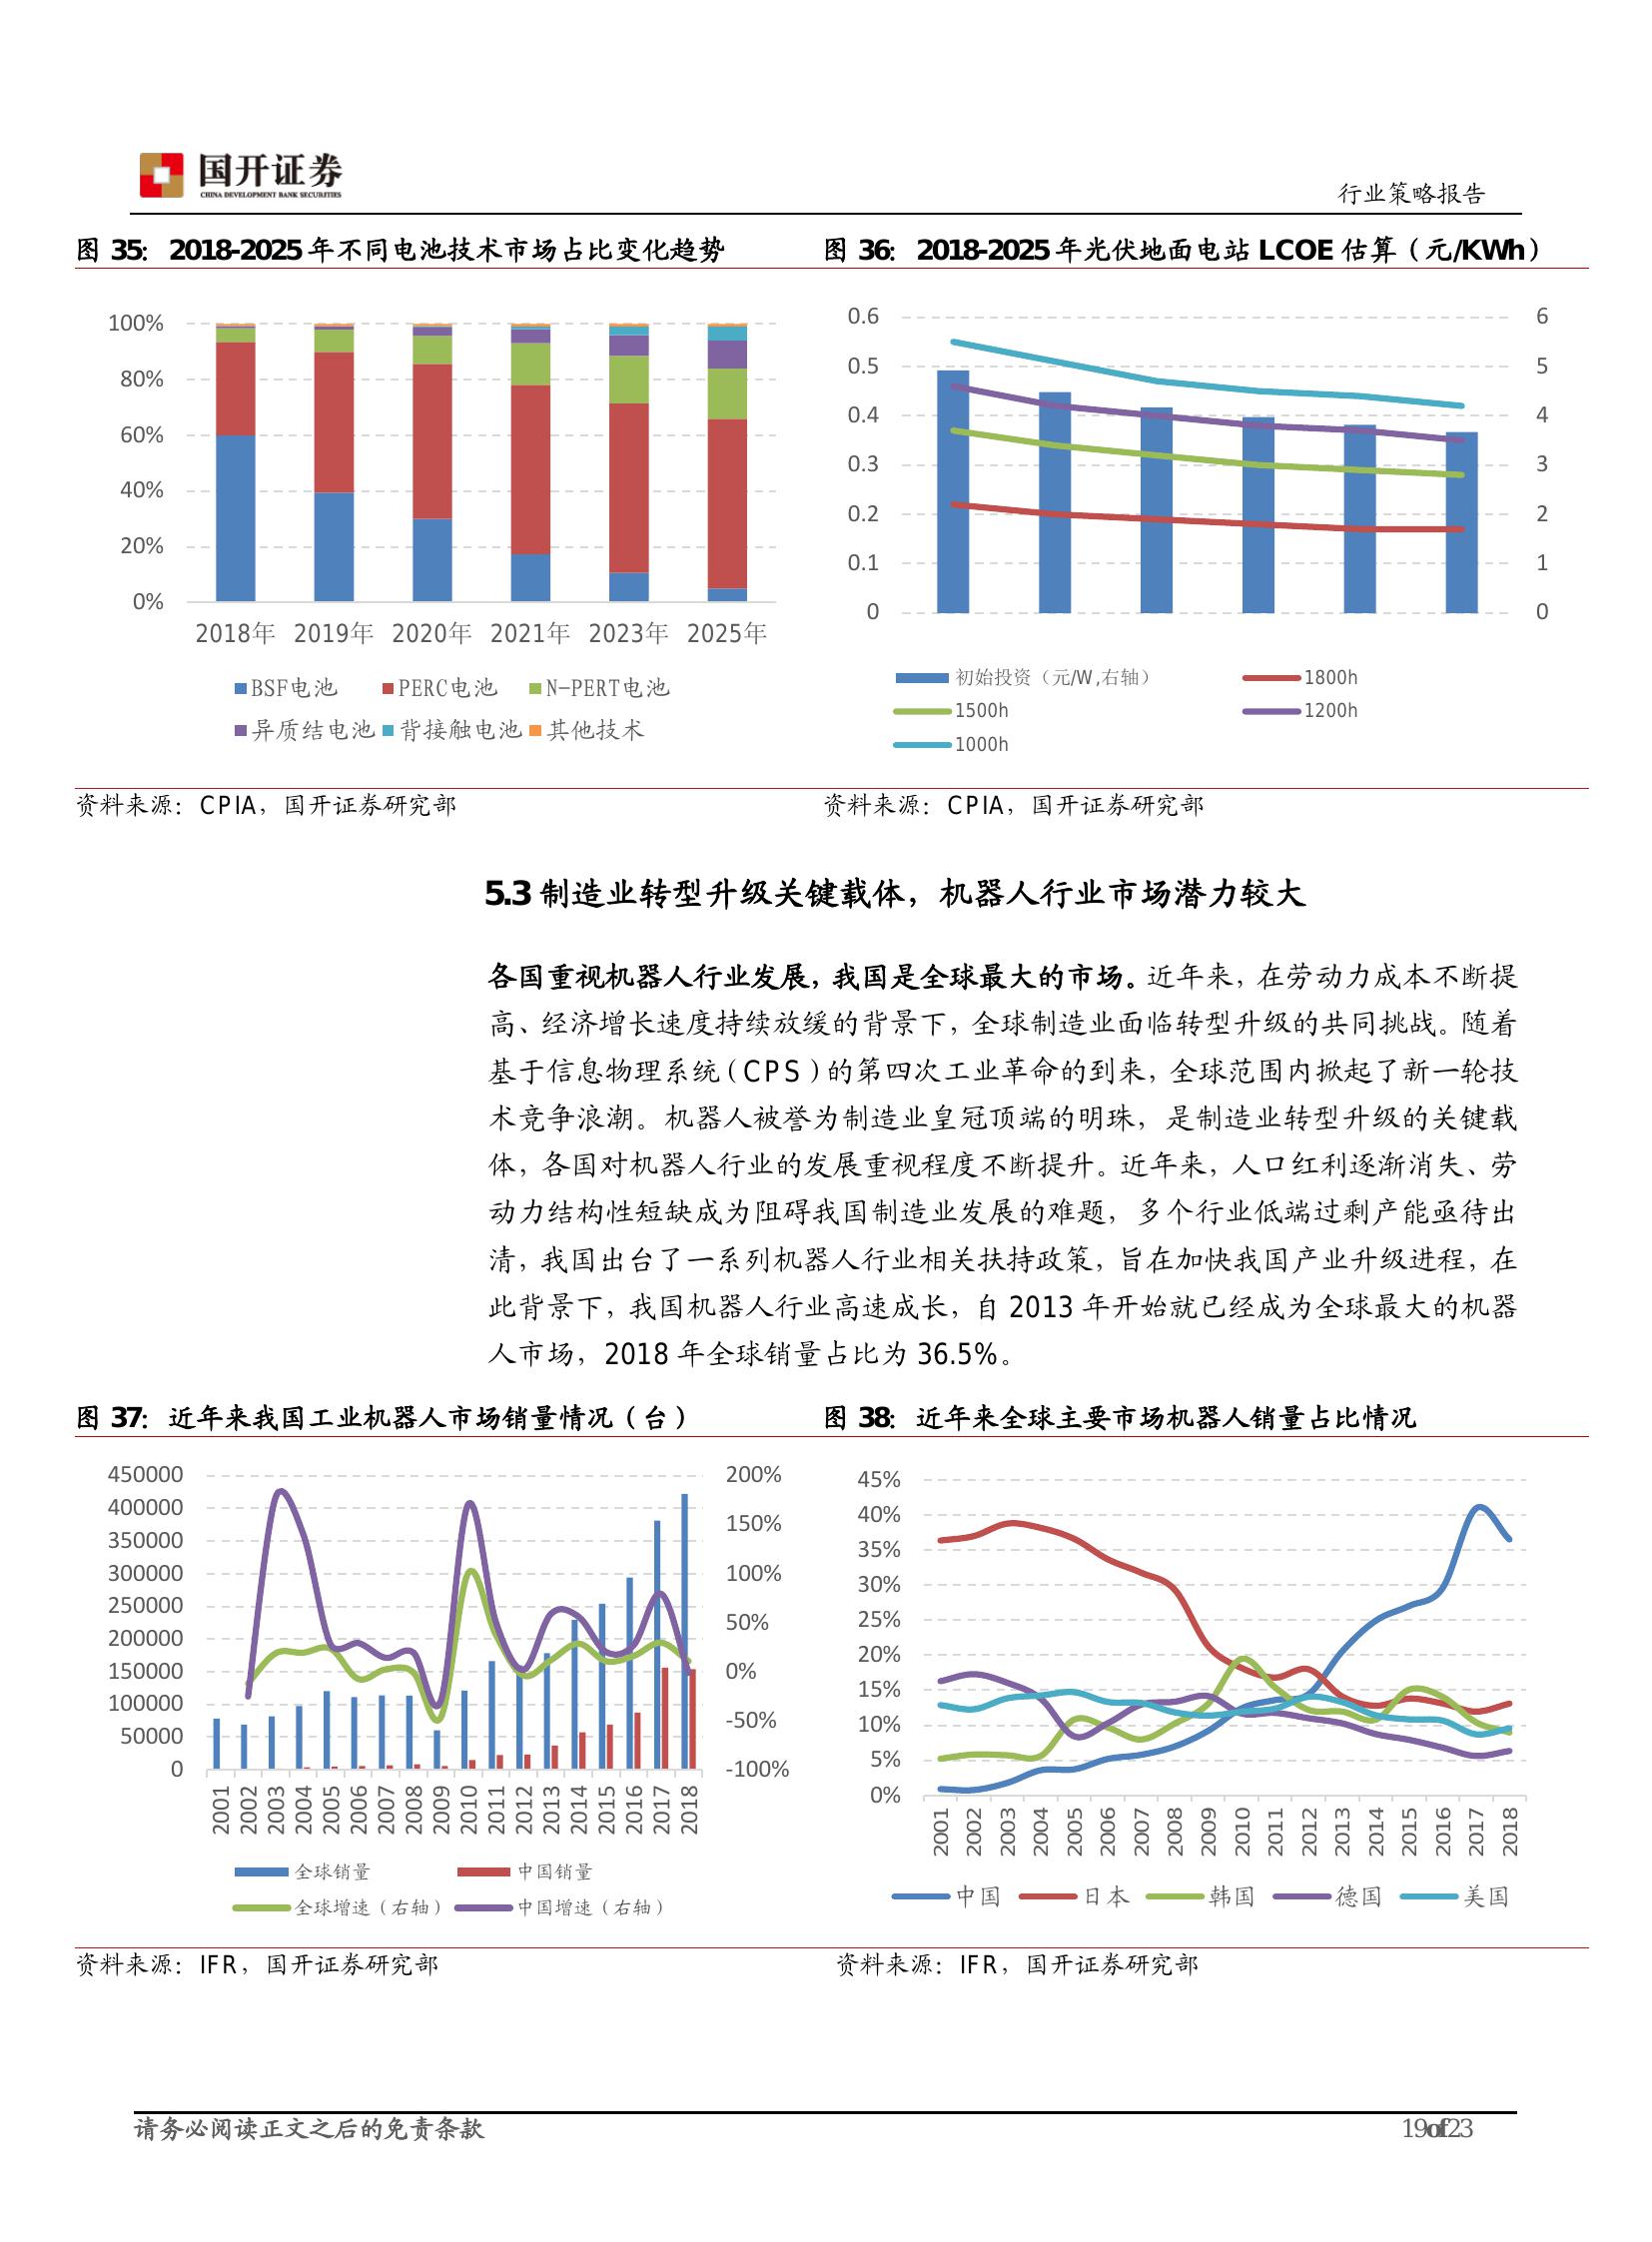 国开证券
CHINA DEVELOPMENT BANK SECURITIES
行业策略报告
图 35: 2018-2025 年不同电池技术市场占比变化趋势
100%
80%
60%
40%
20%
0%
2018年 2019年 2020年 2021年 2023年 2025年
BSF电池 PERC电池 N-PERT电池
异质结电池 背接触电池 其他技术
资料来源：CPIA，国开证券研究部
图 36: 2018-2025 年光伏地面电站 LCOE 估算（元/KWh）
0.6 6
0.5 5
0.4 4
0.3 3
0.2 2
0.1 1
0 0
初始投资（元/W,右轴） 1800h
1500h 1200h
1000h
资料来源：CPIA，国开证券研究部
5.3 制造业转型升级关键载体，机器人行业市场潜力较大
各国重视机器人行业发展，我国是全球最大的市场。近年来，在劳动力成本不断提
高、经济增长速度持续放缓的背景下，全球制造业面临转型升级的共同挑战。随着
基于信息物理系统（CPS）的第四次工业革命的到来，全球范围内掀起了新一轮技
术竞争浪潮。机器人被誉为制造业皇冠顶端的明珠，是制造业转型升级的关键载
体，各国对机器人行业的发展重视程度不断提升。近年来，人口红利逐渐消失、劳
动力结构性短缺成为阻碍我国制造业发展的难题，多个行业低端过剩产能亟待出
清，我国出台了一系列机器人行业相关扶持政策，旨在加快我国产业升级进程，在
此背景下，我国机器人行业高速成长，自 2013 年开始就已经成为全球最大的机器
人市场，2018 年全球销量占比为 36.5%。
图 37: 近年来我国工业机器人市场销量情况（台）
450000 200%
400000
350000 150%
300000 100%
250000 50%
200000
150000 0%
100000
50000 -50%
0 -100%
2001 2002 2003 2004 2005 2006 2007 2008 2009 2010 2011 2012 2013 2014 2015 2016 2017 2018
全球销量 中国销量
全球增速（右轴） 中国增速（右轴）
资料来源：IFR，国开证券研究部
图 38: 近年来全球主要市场机器人销量占比情况
45%
40%
35%
30%
25%
20%
15%
10%
5%
0%
2001 2002 2003 2004 2005 2006 2007 2008 2009 2010 2011 2012 2013 2014 2015 2016 2017 2018
中国 日本 韩国 德国 美国
资料来源：IFR，国开证券研究部
请务必阅读正文之后的免责条款 19of23